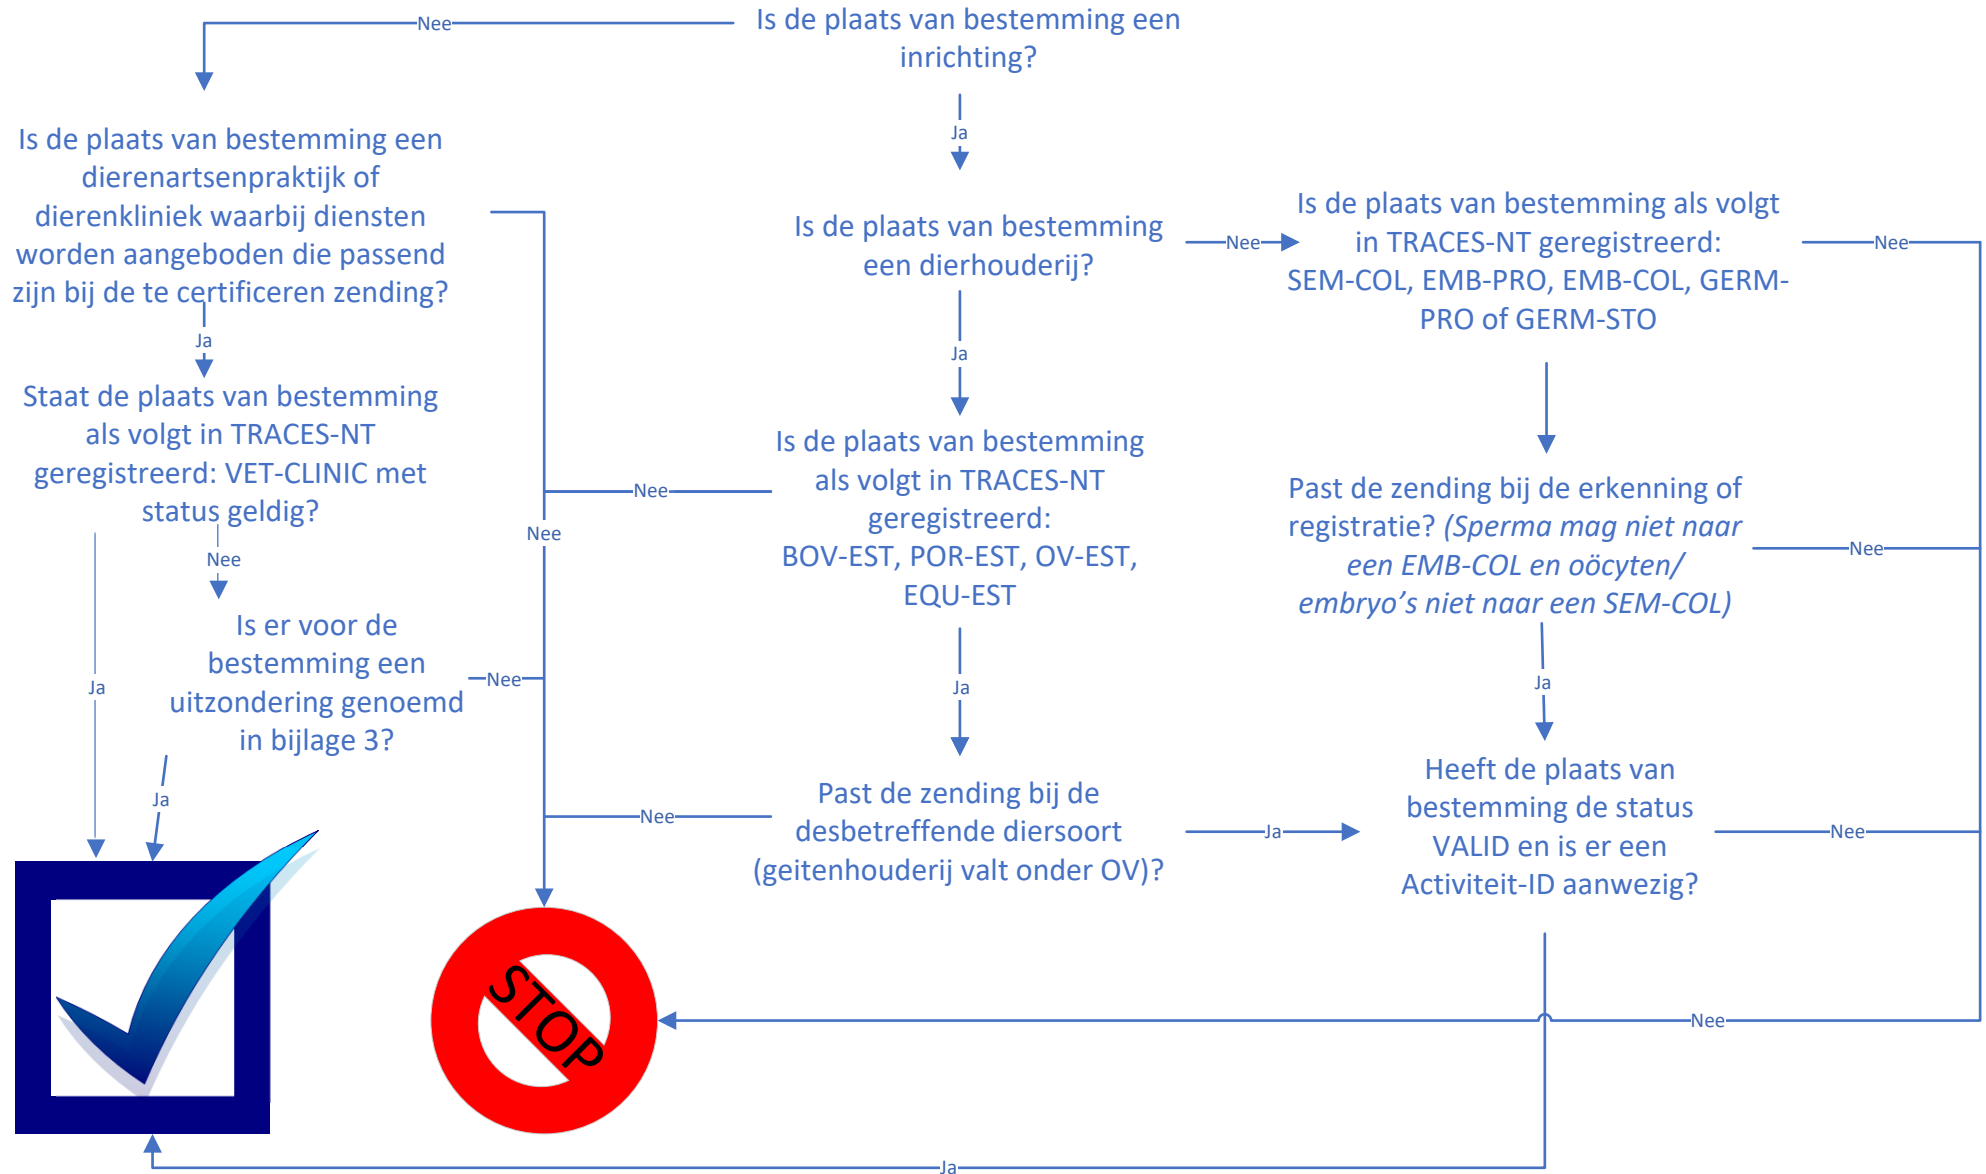 Nee
Is de plaats van bestemming een
inrichting?
Ja
Is de plaats van bestemming een
dierenartsenpraktijk of
dierenkliniek waarbij diensten
worden aangeboden die passend
zijn bij de te certificeren zending?
Is de plaats van bestemming
een dierhouderij?
Nee
Is de plaats van bestemming als volgt
in TRACES-NT geregistreerd:
SEM-COL, EMB-PRO, EMB-COL, GERM-
PRO of GERM-STO
Nee
Ja
Ja
Staat de plaats van bestemming
als volgt in TRACES-NT
geregistreerd: VET-CLINIC met
status geldig?
Nee
Nee
Nee
Is de plaats van bestemming
als volgt in TRACES-NT
geregistreerd:
BOV-EST, POR-EST, OV-EST,
EQU-EST
Past de zending bij de erkenning of
registratie? (Sperma mag niet naar
een EMB-COL en oöcyten/
embryo's niet naar een SEM-COL)
Nee
Is er voor de
bestemming een
uitzondering genoemd
in bijlage 3?
Nee
Ja
Ja
Ja
Ja
Nee
Past de zending bij de
desbetreffende diersoort
(geitenhouderij valt onder OV)?
Ja
Heeft de plaats van
bestemming de status
VALID en is er een
Activiteit-ID aanwezig?
Nee
STOP
Nee
Ja